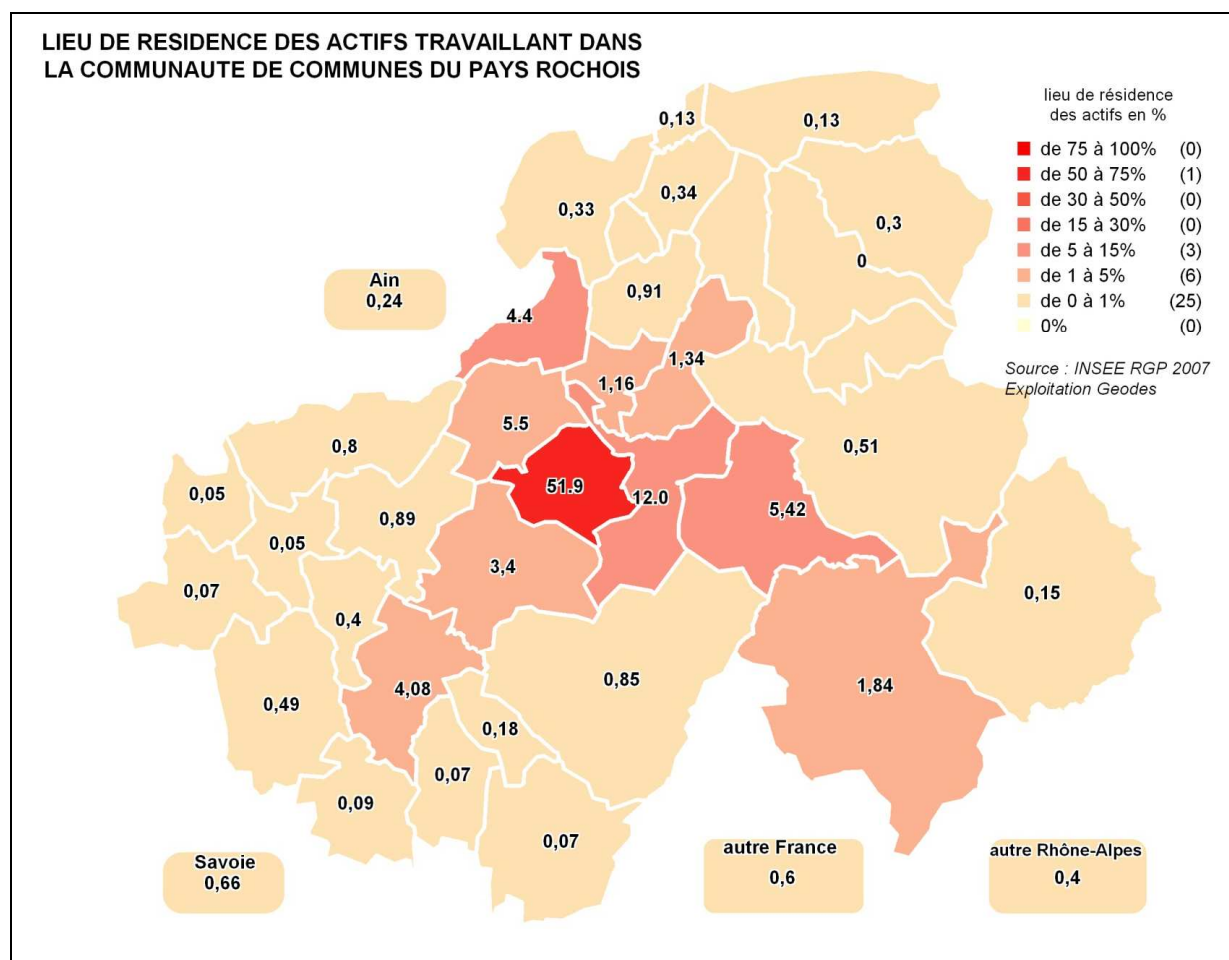 LIEU DE RESIDENCE DES ACTIFS TRAVAILLANT DANS
LA COMMUNAUTE DE COMMUNES DU PAYS ROCHOIS
lieu de résidence
des actifs en %
de 75 à 100% (0)
de 50 à 75% (1)
de 30 à 50% (0)
de 15 à 30% (0)
de 5 à 15% (3)
de 1 à 5% (6)
de 0 à 1% (25)
0% (0)
Source : INSEE RGP 2007
Exploitation Geodes
0,13
0,13
0,34
0,33
0,3
0
Ain
0,24
0,91
4.4
1,34
1,16
5.5
0,8
0,51
51.9
12.0
5,42
0,05
0,89
0,05
3,4
0,07
0,4
0,15
0,85
1,84
4,08
0,49
0,18
0,07
0,09
0,07
Savoie
0,66
autre France
0,6
autre Rhône-Alpes
0,4